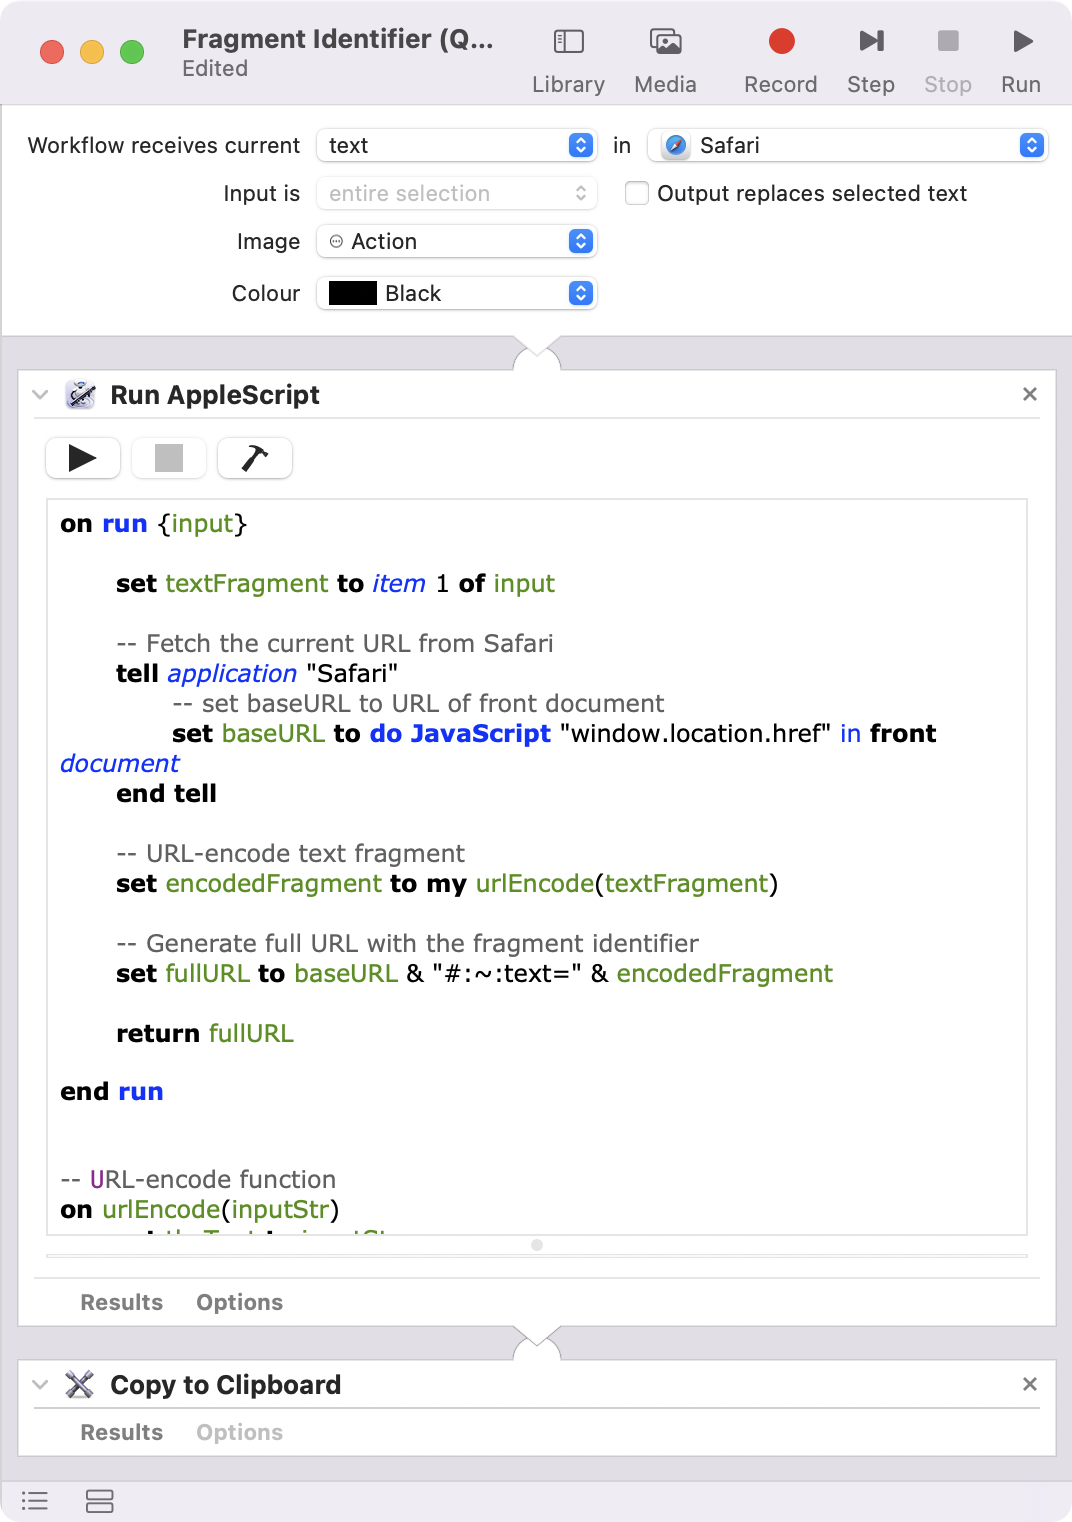 Fragment Identifier (Q...
Edited
Library Media Record Step Stop Run
Workflow receives current text in Safari
Input is entire selection Output replaces selected text
Image Action
Colour Black
Run AppleScript
on run {input}
set textFragment to item 1 of input
-- Fetch the current URL from Safari
tell application "Safari"
-- set baseURL to URL of front document
set baseURL to do JavaScript "window.location.href" in front
document
end tell
-- URL-encode text fragment
set encodedFragment to my urlEncode(textFragment)
-- Generate full URL with the fragment identifier
set fullURL to baseURL & "#:~:text=" & encodedFragment
return fullURL
end run
-- URL-encode function
on urlEncode(inputStr)
Results Options
Copy to Clipboard
Results Options